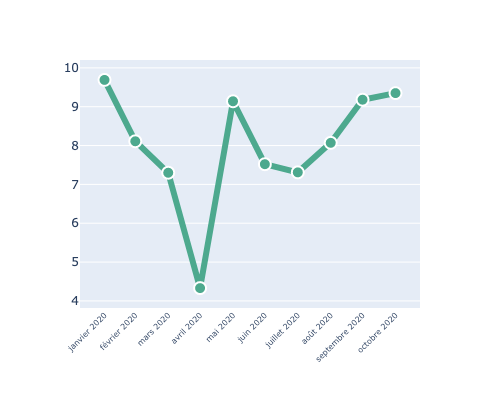 10
9
8
7
6
5
4
janvier 2020
février 2020
mars 2020
avril 2020
mai 2020
juin 2020
juillet 2020
août 2020
septembre 2020
octobre 2020